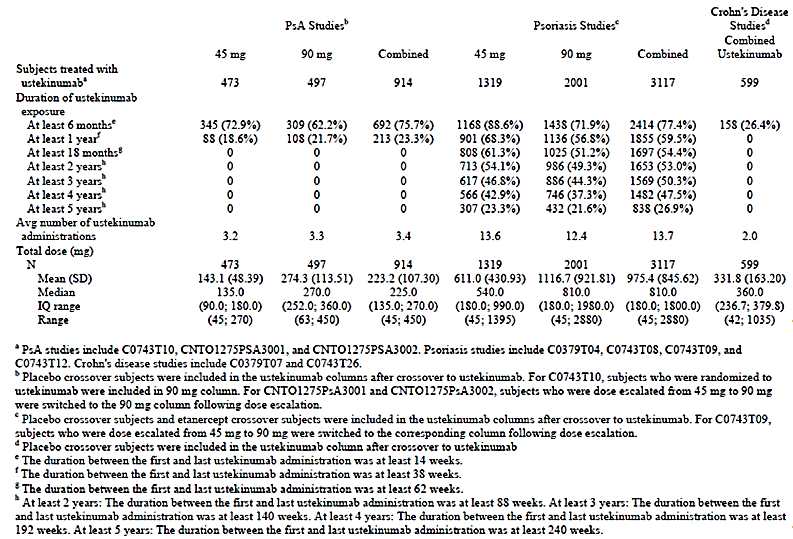 PsA Studiesᵇ Psoriasis Studiesᶜ Crohn's Disease Studiesᵈ Combined Ustekinumab
45 mg 90 mg Combined 45 mg 90 mg Combined
Subjects treated with
ustekinumabᵃ 473 497 914 1319 2001 3117 599
Duration of ustekinumab
exposure
At least 6 monthsᵉ 345 (72.9%) 309 (62.2%) 692 (75.7%) 1168 (88.6%) 1438 (71.9%) 2414 (77.4%) 158 (26.4%)
At least 1 yearᶠ 88 (18.6%) 108 (21.7%) 213 (23.3%) 901 (68.3%) 1136 (56.8%) 1855 (59.5%) 0
At least 18 monthsᵍ 0 0 0 808 (61.3%) 1025 (51.2%) 1697 (54.4%) 0
At least 2 yearsʰ 0 0 0 713 (54.1%) 986 (49.3%) 1653 (53.0%) 0
At least 3 yearsʰ 0 0 0 617 (46.8%) 886 (44.3%) 1569 (50.3%) 0
At least 4 yearsʰ 0 0 0 566 (42.9%) 746 (37.3%) 1482 (47.5%) 0
At least 5 yearsʰ 0 0 0 307 (23.3%) 432 (21.6%) 838 (26.9%) 0
Avg number of ustekinumab
administrations 3.2 3.3 3.4 13.6 12.4 13.7 2.0
Total dose (mg)
N 473 497 914 1319 2001 3117 599
Mean (SD) 143.1 (48.39) 274.3 (113.51) 223.2 (107.30) 611.0 (430.93) 1116.7 (921.81) 975.4 (845.62) 331.8 (163.20)
Median 135.0 270.0 225.0 540.0 810.0 810.0 360.0
IQ range (90.0; 180.0) (252.0; 360.0) (135.0; 270.0) (180.0; 990.0) (180.0; 1980.0) (180.0; 1800.0) (236.7; 379.8)
Range (45; 270) (63; 450) (45; 450) (45; 1395) (45; 2880) (45; 2880) (42; 1035)
ᵃ PsA studies include C0743T10, CNTO1275PSA3001, and CNTO1275PSA3002. Psoriasis studies include C0379T04, C0743T08, C0743T09, and
C0743T12. Crohn's disease studies include C0379T07 and C0743T26.
ᵇ Placebo crossover subjects were included in the ustekinumab columns after crossover to ustekinumab. For C0743T10, subjects who were randomized to
ustekinumab were included in 90 mg column. For CNTO1275PsA3001 and CNTO1275PSA3002, subjects who were dose escalated from 45 mg to 90 mg
were switched to the 90 mg column following dose escalation.
ᶜ Placebo crossover subjects and etanercept crossover subjects were included in the ustekinumab columns after crossover to ustekinumab. For C0743T09,
subjects who were dose escalated from 45 mg to 90 mg were switched to the corresponding column following dose escalation.
ᵈ Placebo crossover subjects were included in the ustekinumab column after crossover to ustekinumab
ᵉ The duration between the first and last ustekinumab administration was at least 14 weeks.
ᶠ The duration between the first and last ustekinumab administration was at least 38 weeks.
ᵍ The duration between the first and last ustekinumab administration was at least 62 weeks.
ʰ At least 2 years: The duration between the first and last ustekinumab administration was at least 88 weeks. At least 3 years: The duration between the first
and last ustekinumab administration was at least 140 weeks. At least 4 years: The duration between the first and last ustekinumab administration was at least
192 weeks. At least 5 years: The duration between the first and last ustekinumab administration was at least 240 weeks.